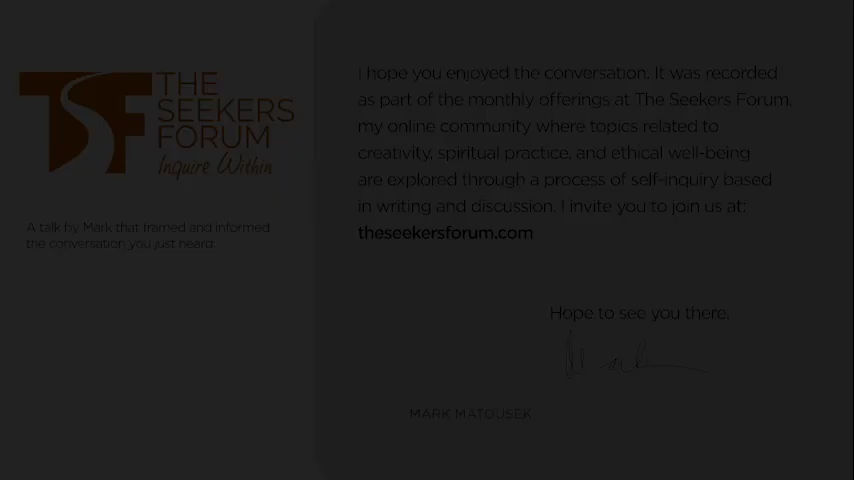 THE
SEEKERS
FORUM
Inquire Within
A talk by Mark that framed and informed
the conversation you just heard.
I hope you enjoyed the conversation. It was recorded
as part of the monthly offerings at The Seekers Forum,
my online community where topics related to
creativity, spiritual practice, and ethical well-being
are explored through a process of self-inquiry based
in writing and discussion. I invite you to join us at:
theseekersforum.com
Hope to see you there.
Mark
MARK MATOUSEK